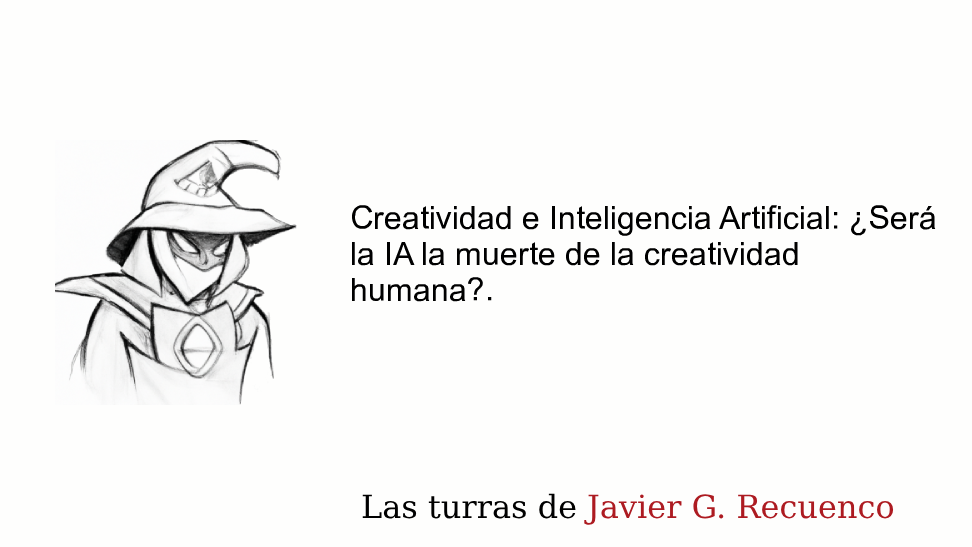 Creatividad e Inteligencia Artificial: ¿Será
la IA la muerte de la creatividad
humana?.
Las turras de Javier G. Recuenco